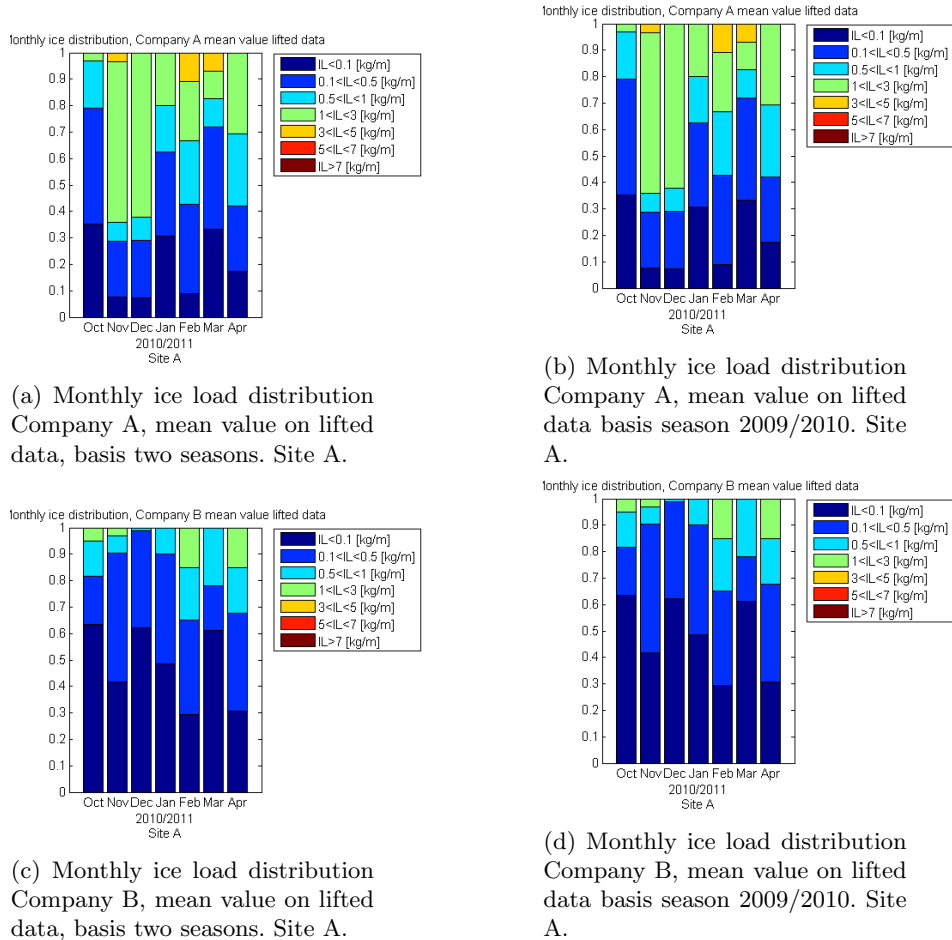 Monthly ice distribution, Company A mean value lifted data
1
0.9
0.8
0.7
0.6
0.5
0.4
0.3
0.2
0.1
0
Oct Nov Dec Jan Feb Mar Apr
2010/2011
Site A
IL<0.1 [kg/m]
0.1<IL<0.5 [kg/m]
0.5<IL<1 [kg/m]
1<IL<3 [kg/m]
3<IL<5 [kg/m]
5<IL<7 [kg/m]
IL>7 [kg/m]
(a) Monthly ice load distribution
Company A, mean value on lifted
data, basis two seasons. Site A.
Monthly ice distribution, Company A mean value lifted data
1
0.9
0.8
0.7
0.6
0.5
0.4
0.3
0.2
0.1
0
Oct Nov Dec Jan Feb Mar Apr
2010/2011
Site A
IL<0.1 [kg/m]
0.1<IL<0.5 [kg/m]
0.5<IL<1 [kg/m]
1<IL<3 [kg/m]
3<IL<5 [kg/m]
5<IL<7 [kg/m]
IL>7 [kg/m]
(b) Monthly ice load distribution
Company A, mean value on lifted
data basis season 2009/2010. Site
A.
Monthly ice distribution, Company B mean value lifted data
1
0.9
0.8
0.7
0.6
0.5
0.4
0.3
0.2
0.1
0
Oct Nov Dec Jan Feb Mar Apr
2010/2011
Site A
IL<0.1 [kg/m]
0.1<IL<0.5 [kg/m]
0.5<IL<1 [kg/m]
1<IL<3 [kg/m]
3<IL<5 [kg/m]
5<IL<7 [kg/m]
IL>7 [kg/m]
(c) Monthly ice load distribution
Company B, mean value on lifted
data, basis two seasons. Site A.
Monthly ice distribution, Company B mean value lifted data
1
0.9
0.8
0.7
0.6
0.5
0.4
0.3
0.2
0.1
0
Oct Nov Dec Jan Feb Mar Apr
2010/2011
Site A
IL<0.1 [kg/m]
0.1<IL<0.5 [kg/m]
0.5<IL<1 [kg/m]
1<IL<3 [kg/m]
3<IL<5 [kg/m]
5<IL<7 [kg/m]
IL>7 [kg/m]
(d) Monthly ice load distribution
Company B, mean value on lifted
data basis season 2009/2010. Site
A.